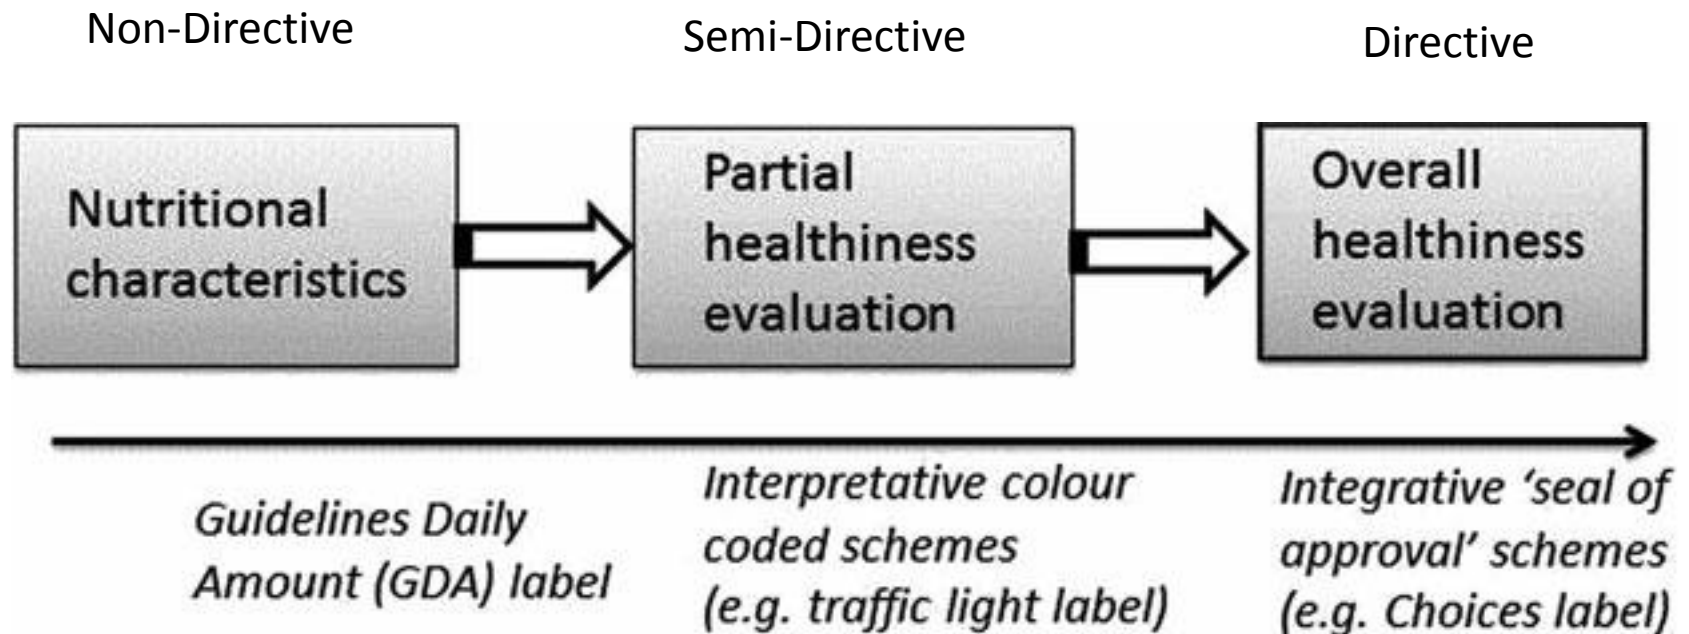 Non-Directive
Semi-Directive
Directive
Nutritional
characteristics
Partial
healthiness
evaluation
Overall
healthiness
evaluation
Guidelines Daily
Amount (GDA) label
Interpretative colour
coded schemes
(e.g. traffic light label)
Integrative ‘seal of
approval’ schemes
(e.g. Choices label)